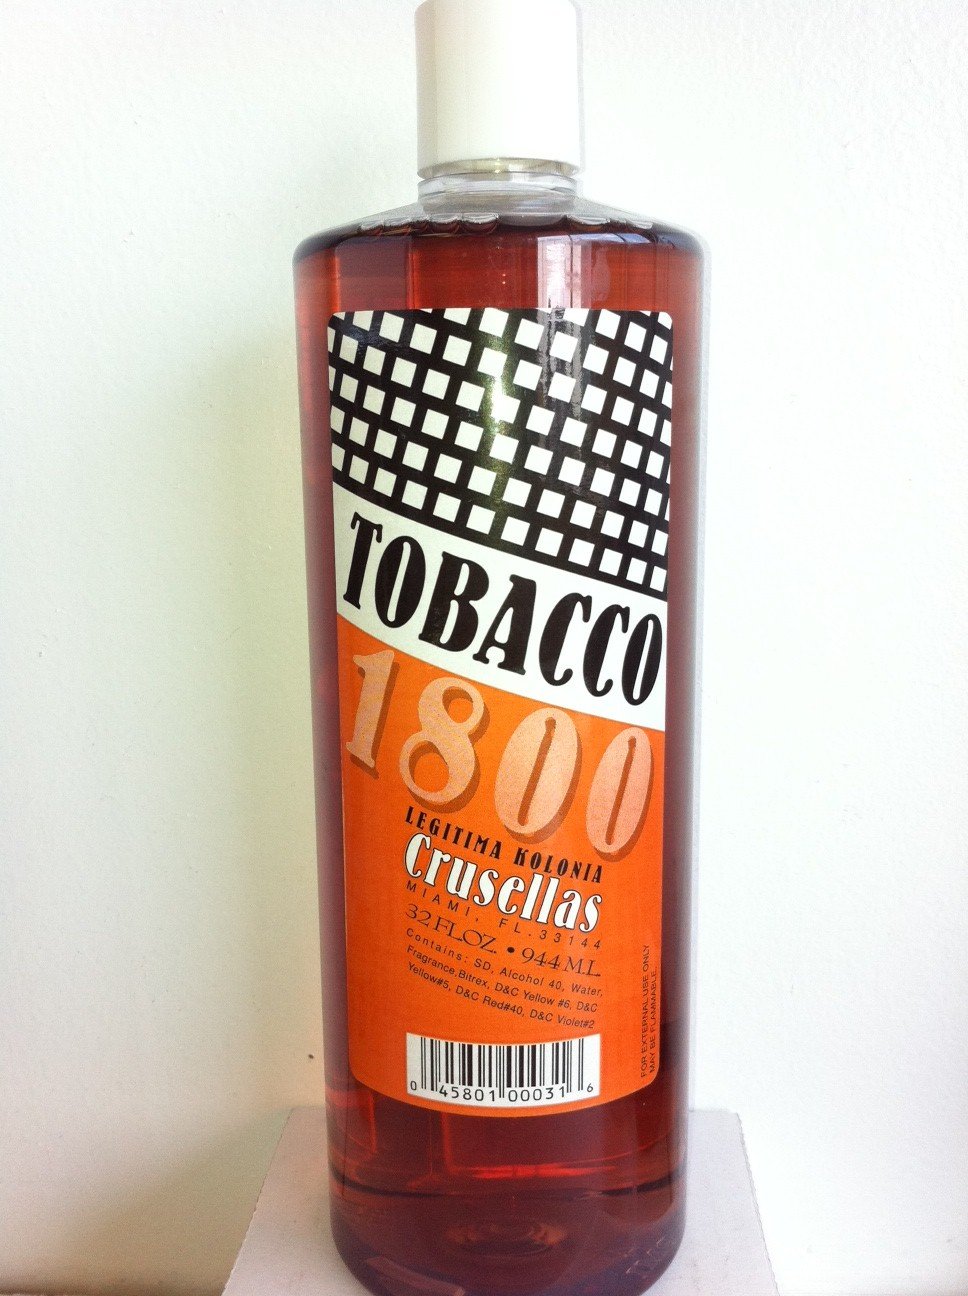 TOBACCO
1800
LEGITIMA KOLONIA
Crusellas
MIAMI, FL. 33144
32 FL.OZ. • 944 M.L.
Contains: SD, Alcohol 40, Water,
Fragrance,Bitrex, D&C Yellow #6, D&C
Yellow#5, D&C Red#40, D&C Violet#2
0 45801 00031 6
FOR EXTERNAL USE ONLY
MAY BE FLAMMABLE